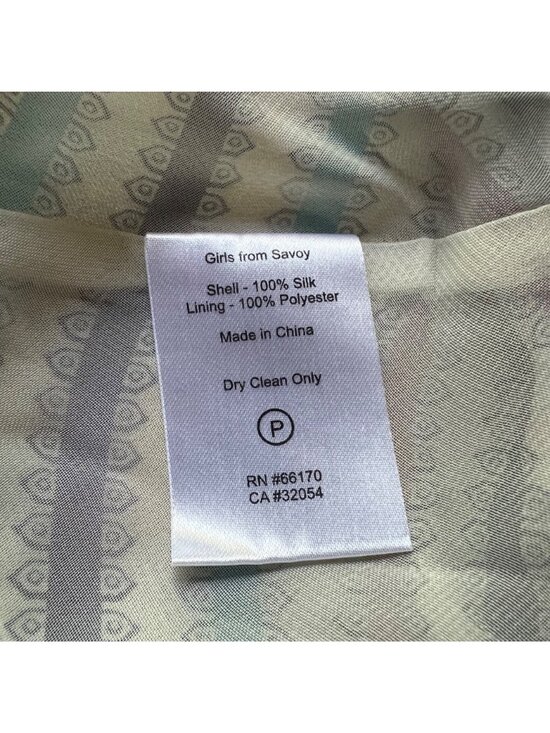 Girls from Savoy
Shell - 100% Silk
Lining - 100% Polyester
Made in China
Dry Clean Only
P
RN #66170
CA #32054